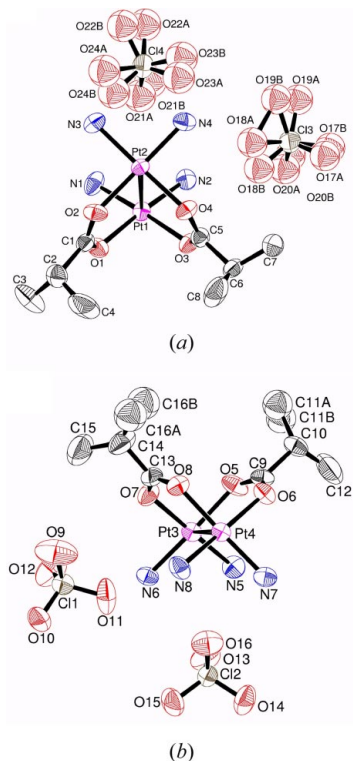 O22B O22A
O24A Cl4 O23B
O23A
O24B O21A O21B
O19B O19A
N3 N4
O18A Cl3 O17B
O17A
O18B O20A
O20B
Pt2
N1 N2
O2 O4
Pt1
C1 O1 O3 C5
C2 C7
C3 C4 C8 C6
(a)
C16B C11A
C15 C16A C11B
C14 C10
C13 O8 O5 C9
O7 O6 C12
Pt3 Pt4
O9
O12 N6 N8 N5 N7
Cl1 O11
O10
O16
O13
Cl2
O15 O14
(b)